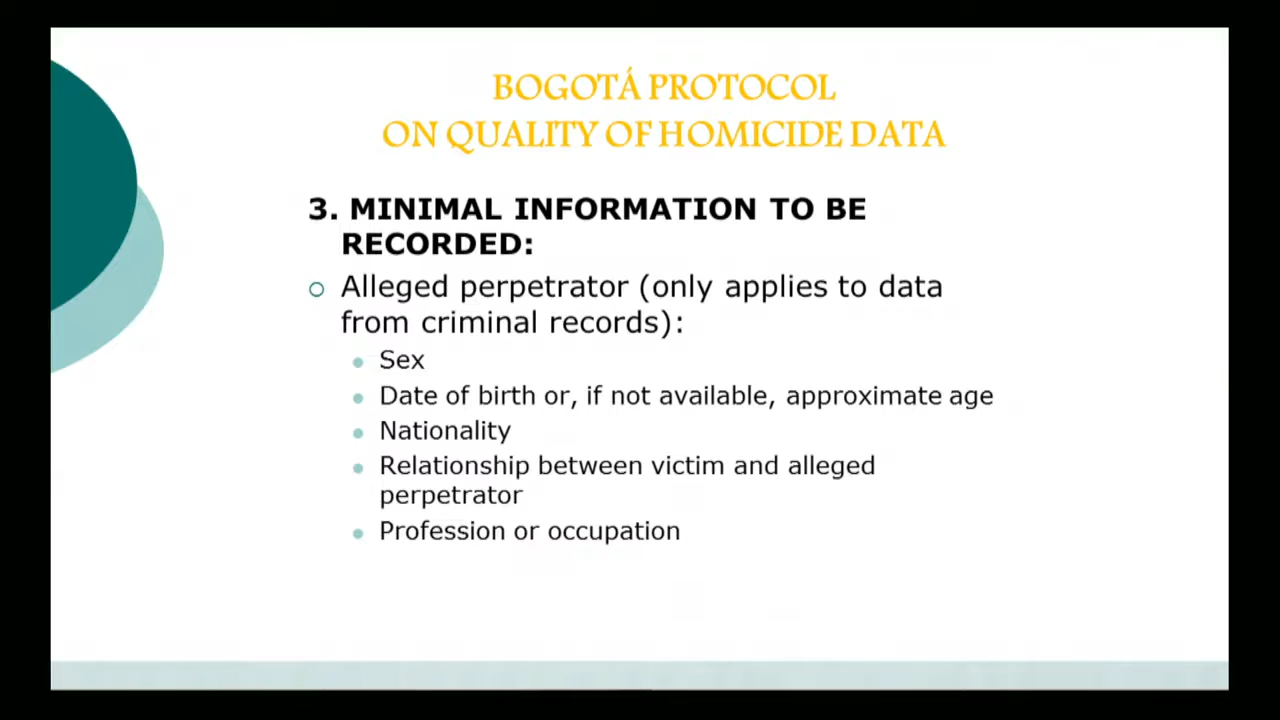 BOGOTÁ PROTOCOL
ON QUALITY OF HOMICIDE DATA
3. MINIMAL INFORMATION TO BE
RECORDED:
Alleged perpetrator (only applies to data
from criminal records):
Sex
Date of birth or, if not available, approximate age
Nationality
Relationship between victim and alleged
perpetrator
Profession or occupation